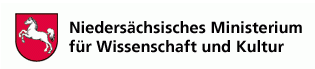 Niedersächsisches Ministerium
für Wissenschaft und Kultur